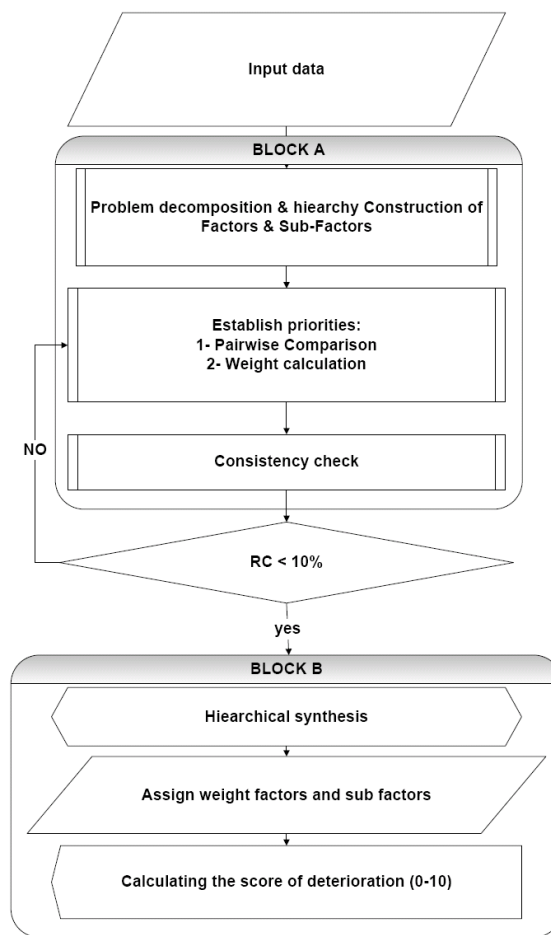 Input data
BLOCK A
Problem decomposition & hiearchy Construction of
Factors & Sub-Factors
Establish priorities:
1- Pairwise Comparison
2- Weight calculation
NO
Consistency check
RC < 10%
yes
BLOCK B
Hiearchical synthesis
Assign weight factors and sub factors
Calculating the score of deterioration (0-10)